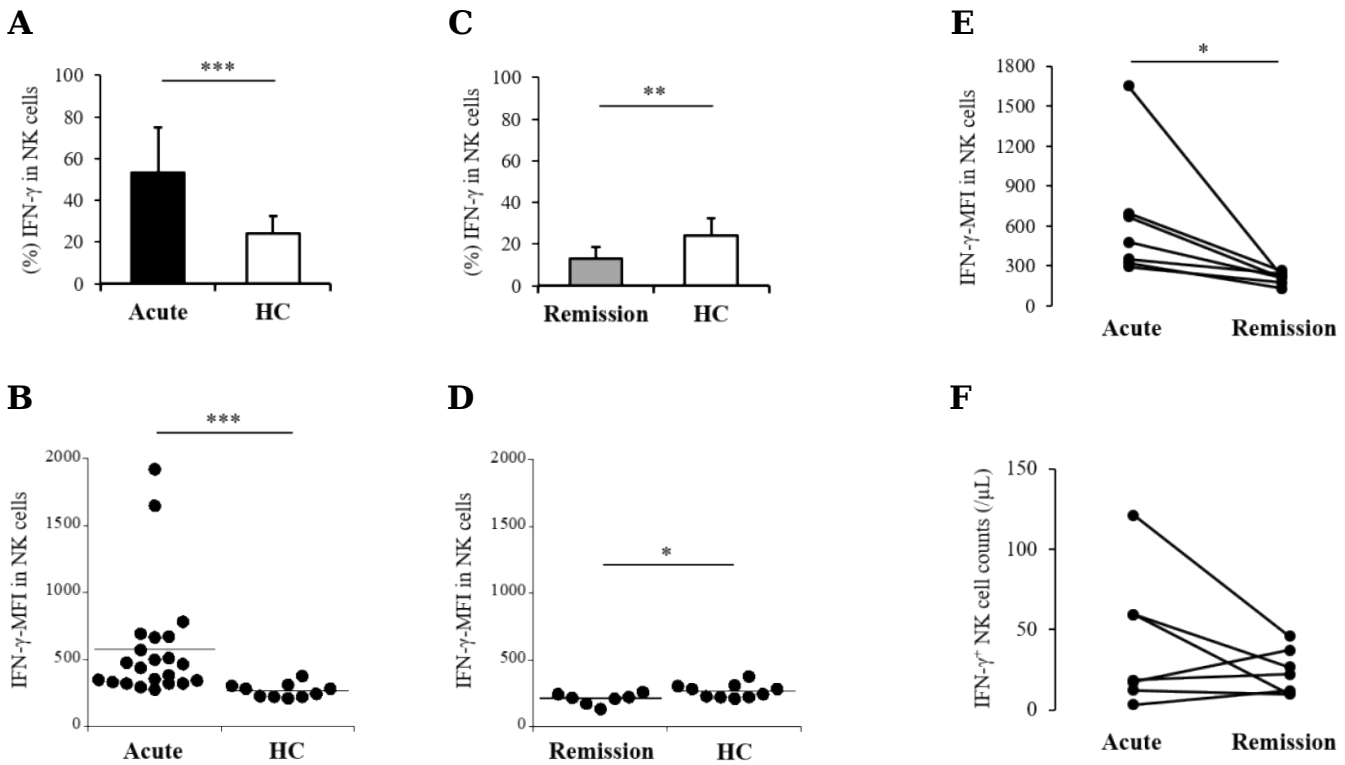 A
(%) IFN-γ in NK cells
100
80
60
40
20
0
***
Acute
HC
B
IFN-γ-MFI in NK cells
2000
1500
1000
500
0
***
Acute
HC
C
(%) IFN-γ in NK cells
100
80
60
40
20
0
**
Remission
HC
D
IFN-γ-MFI in NK cells
2000
1500
1000
500
0
*
Remission
HC
E
IFN-γ-MFI in NK cells
1800
1500
1200
900
600
300
0
*
Acute
Remission
F
IFN-γ⁺ NK cell counts (/μL)
150
100
50
0
Acute
Remission